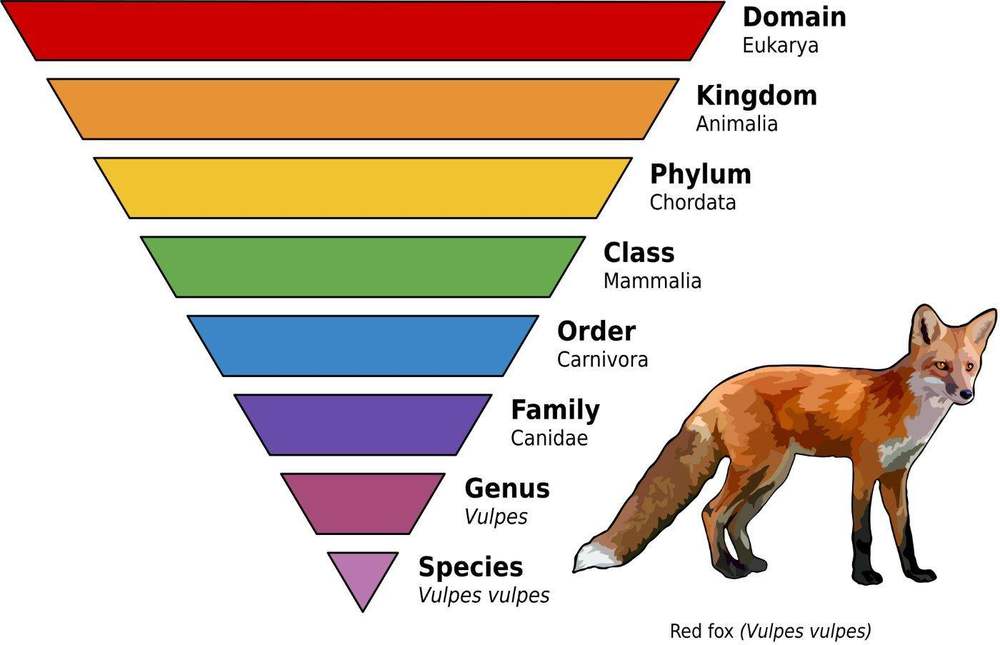 Domain
Eukarya
Kingdom
Animalia
Phylum
Chordata
Class
Mammalia
Order
Carnivora
Family
Canidae
Genus
Vulpes
Species
Vulpes vulpes
Red fox (Vulpes vulpes)